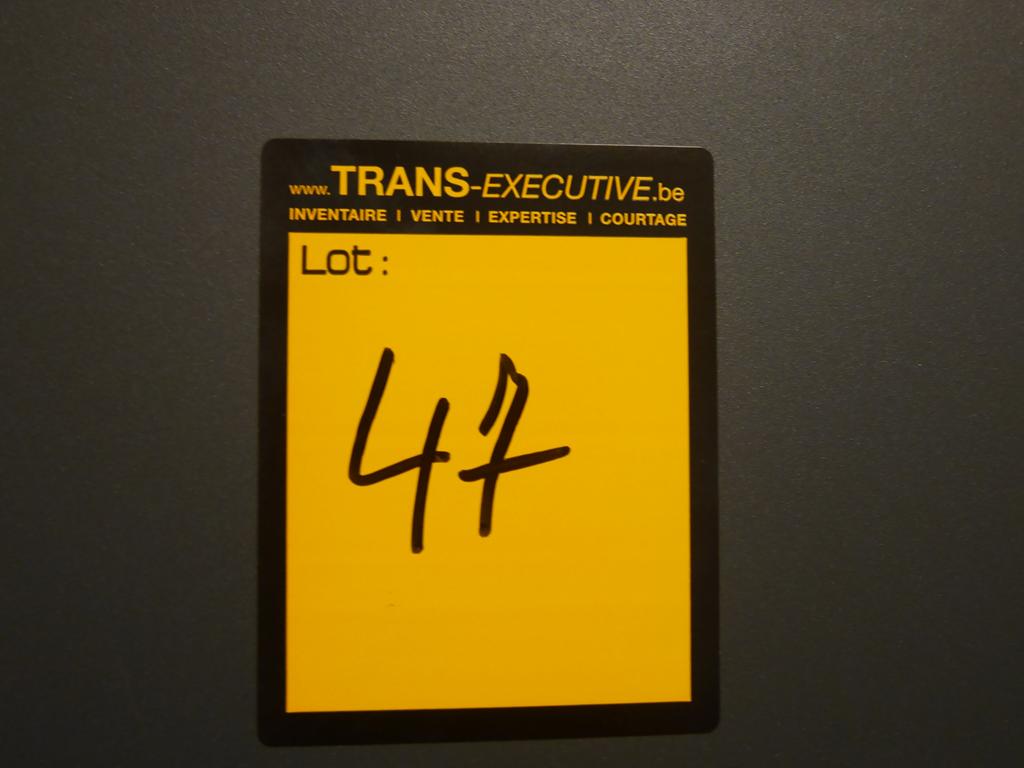 www.TRANS-EXECUTIVE.be
INVENTAIRE | VENTE | EXPERTISE | COURTAGE
Lot:
47